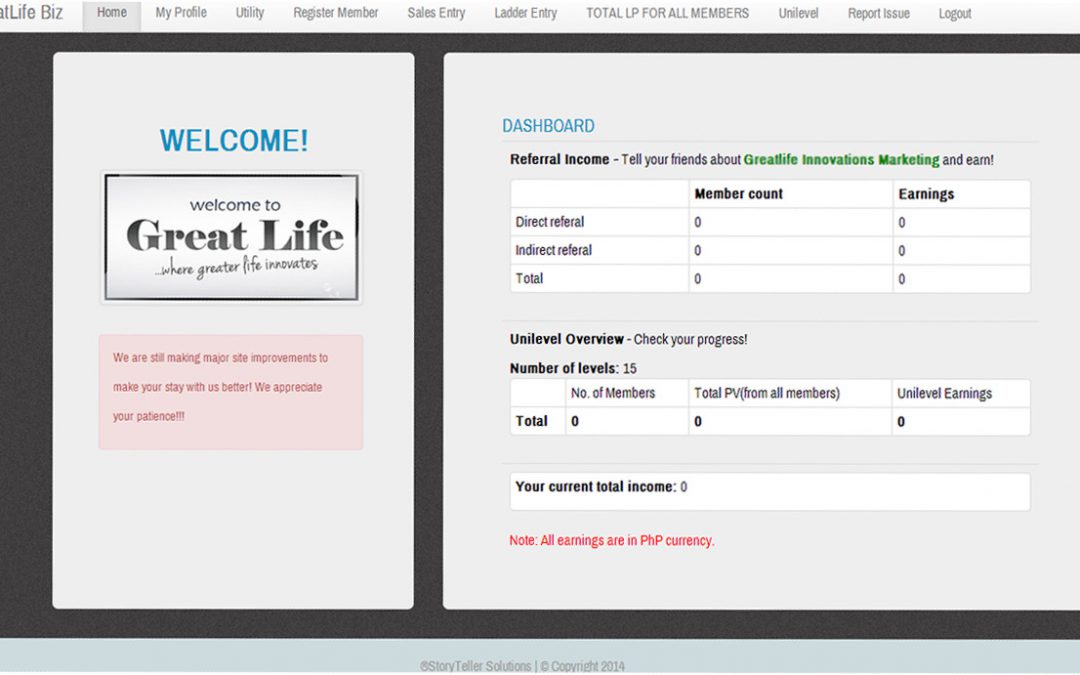 atLife Biz Home My Profile Utility Register Member Sales Entry Ladder Entry TOTAL LP FOR ALL MEMBERS Unilevel Report Issue Logout
WELCOME!
welcome to
Great Life
...where greater life innovates
We are still making major site improvements to
make your stay with us better! We appreciate
your patience!!!!
DASHBOARD
Referral Income - Tell your friends about Greatlife Innovations Marketing and earn!
Member count Earnings
Direct referal 0 0
Indirect referal 0 0
Total 0 0
Unilevel Overview - Check your progress!
Number of levels: 15
No. of Members Total PV(from all members) Unilevel Earnings
Total 0 0 0
Your current total income: 0
Note: All earnings are in PhP currency.
®StoryTeller Solutions | © Copyright 2014